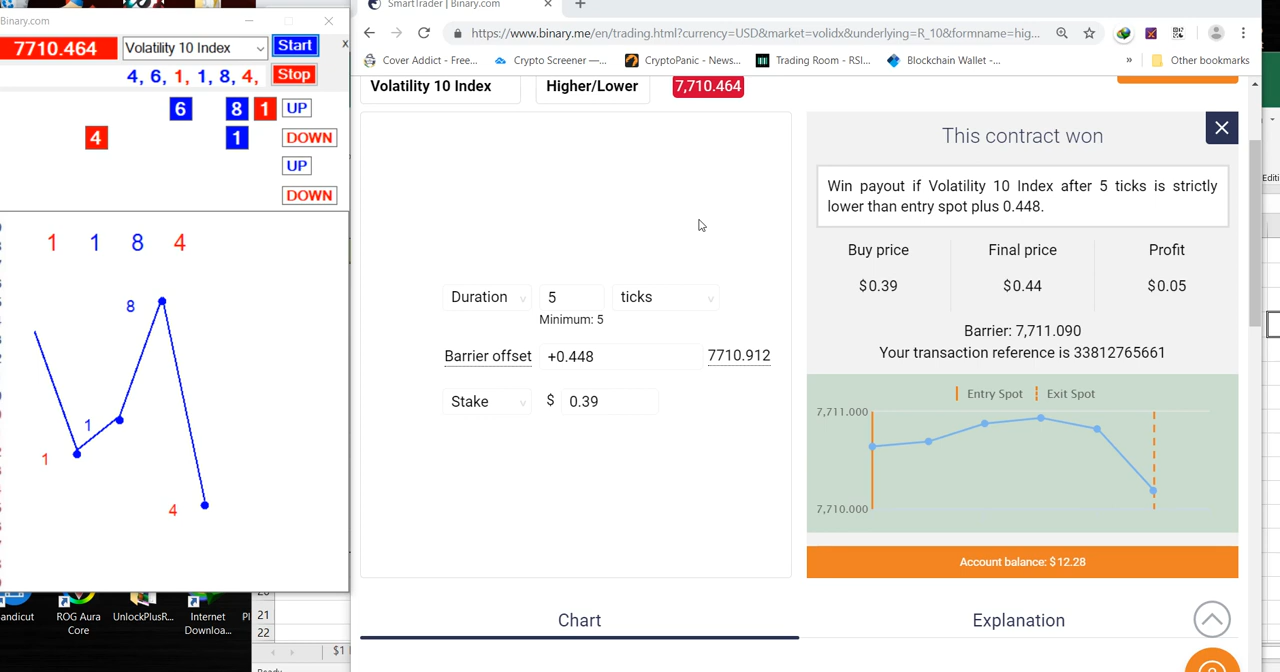 Binary.com
7710.464
Volatility 10 Index
Start
x
4, 6, 1, 1, 8, 4,
Stop
6
8
1
UP
4
1
DOWN
UP
DOWN
1 1 8 4
8
1
1
4
ROG Aura
Core
UnlockPlusR...
Internet
Downloa...
21
22
SmartTrader | Binary.com
https://www.binary.me/en/trading.html?currency=USD&market=volidx&underlying=R_10&formname=hig...
Cover Addict - Free...
Crypto Screener —...
CryptoPanic - News...
Trading Room - RSI...
Blockchain Wallet -...
»
Other bookmarks
Volatility 10 Index
Higher/Lower
7,710.464
Duration
5
ticks
Minimum: 5
Barrier offset
+0.448
7710.912
Stake
$
0.39
This contract won
Win payout if Volatility 10 Index after 5 ticks is strictly
lower than entry spot plus 0.448.
Buy price
Final price
Profit
$0.39
$0.44
$0.05
Barrier: 7,711.090
Your transaction reference is 33812765661
Entry Spot
Exit Spot
7,711.000
7,710.000
Account balance: $12.28
Chart
Explanation